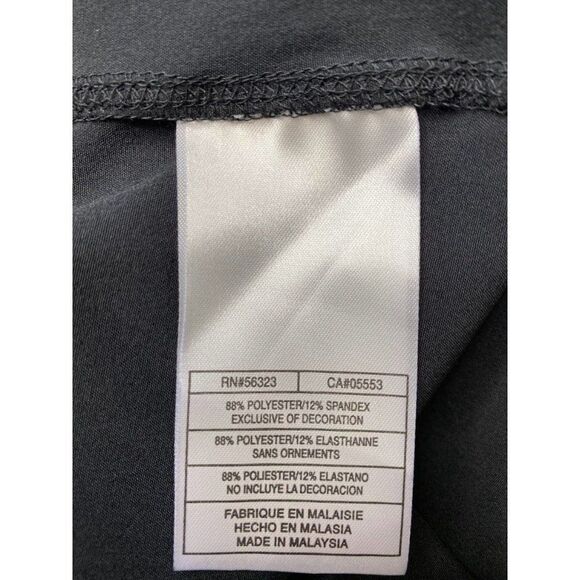 RN#56323 CA#05553
88% POLYESTER/12% SPANDEX
EXCLUSIVE OF DECORATION
88% POLYESTER/12% ELASTHANNE
SANS ORNEMENTS
88% POLIESTER/12% ELASTANO
NO INCLUYE LA DECORACION
FABRIQUE EN MALAISIE
HECHO EN MALASIA
MADE IN MALAYSIA